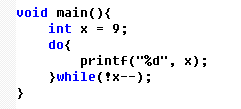 void main(){
    int x = 9;
    do{
        printf("%d", x);
    }while(!x--);
}